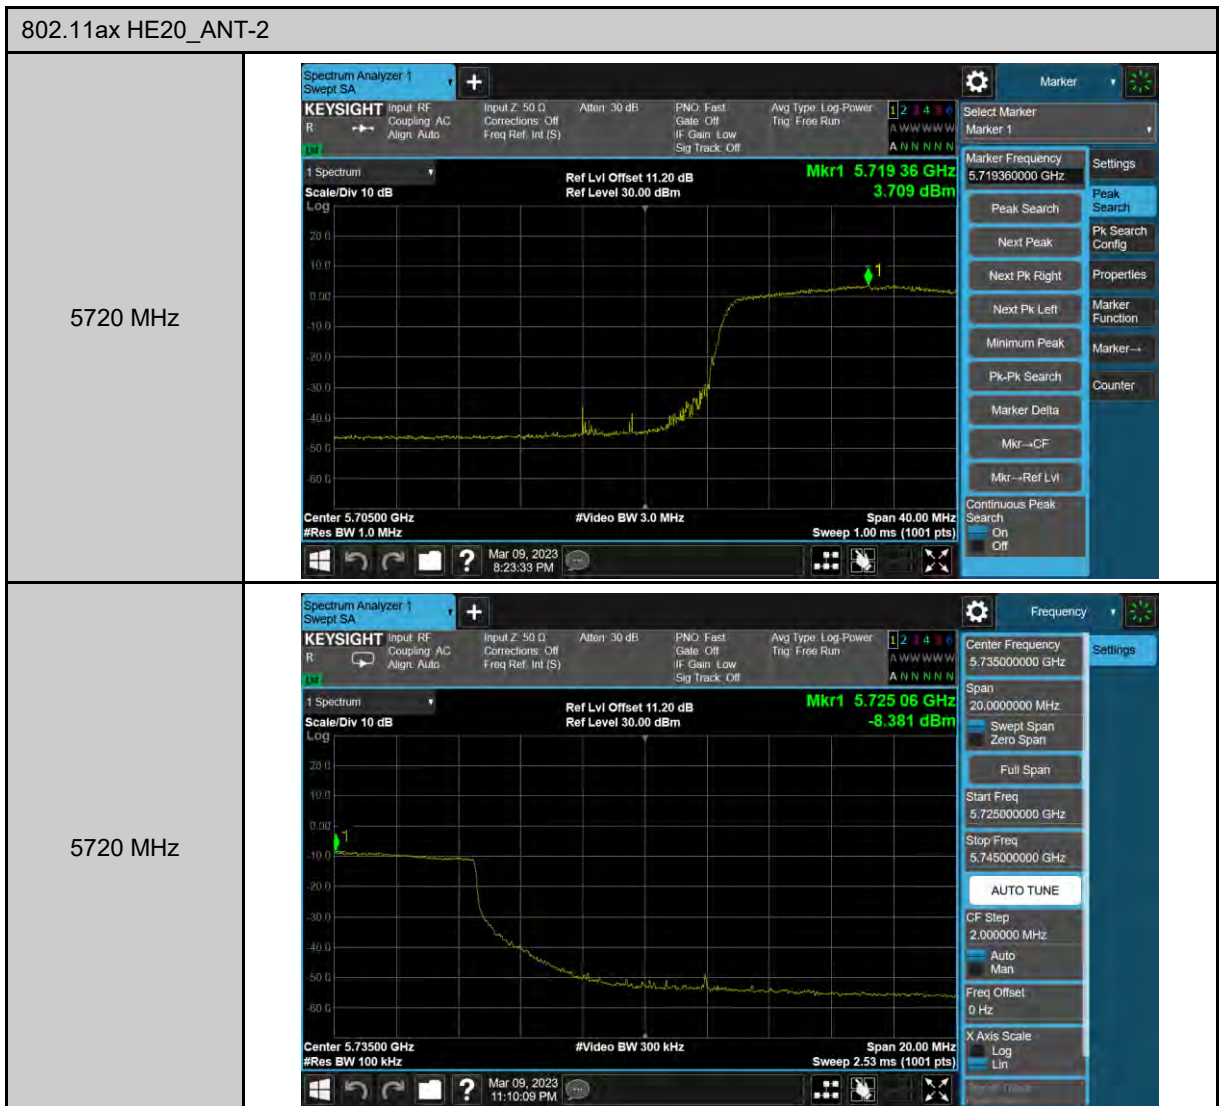 802.11ax HE20_ANT-2
5720 MHz
Spectrum Analyzer 1
Swept SA
+
Marker
KEYSIGHT Input: RF
R
Coupling: AC
Align: Auto
Input Z: 50 Ω
Corrections: Off
Freq Ref: Int (S)
Atten: 30 dB
PNO: Fast
Gate: Off
IF Gain: Low
Sig Track: Off
Avg Type: Log-Power
Trig: Free Run
1 2 3 4 5 6
A W W W W W
A N N N N N
Select Marker
Marker 1
1 Spectrum
Scale/Div 10 dB
Log
Ref Lvl Offset 11.20 dB
Ref Level 30.00 dBm
Mkr1 5.719 36 GHz
3.709 dBm
Marker Frequency
5.719360000 GHz
Settings
Peak Search
Peak
Search
Next Peak
Pk Search
Config
Next Pk Right
Properties
Next Pk Left
Marker
Function
Minimum Peak
Marker→
Pk-Pk Search
Counter
Marker Delta
Mkr→CF
Mkr→Ref Lvl
Continuous Peak
Search
On
Off
20.0
10.0
0.00
-10.0
-20.0
-30.0
-40.0
-50.0
-60.0
1
Center 5.70500 GHz
#Res BW 1.0 MHz
#Video BW 3.0 MHz
Span 40.00 MHz
Sweep 1.00 ms (1001 pts)
?
Mar 09, 2023
8:23:33 PM
5720 MHz
Spectrum Analyzer 1
Swept SA
+
Frequency
KEYSIGHT Input: RF
R
Coupling: AC
Align: Auto
Input Z: 50 Ω
Corrections: Off
Freq Ref: Int (S)
Atten: 30 dB
PNO: Fast
Gate: Off
IF Gain: Low
Sig Track: Off
Avg Type: Log-Power
Trig: Free Run
1 2 3 4 5 6
A W W W W W
A N N N N N
Center Frequency
5.735000000 GHz
Settings
1 Spectrum
Scale/Div 10 dB
Log
Ref Lvl Offset 11.20 dB
Ref Level 30.00 dBm
Mkr1 5.725 06 GHz
-8.381 dBm
Span
20.0000000 MHz
Swept Span
Zero Span
Full Span
Start Freq
5.725000000 GHz
Stop Freq
5.745000000 GHz
AUTO TUNE
CF Step
2.000000 MHz
Auto
Man
Freq Offset
0 Hz
X Axis Scale
Log
Lin
20.0
10.0
0.00
-10.0
-20.0
-30.0
-40.0
-50.0
-60.0
1
Center 5.73500 GHz
#Res BW 100 kHz
#Video BW 300 kHz
Span 20.00 MHz
Sweep 2.53 ms (1001 pts)
?
Mar 09, 2023
11:10:09 PM